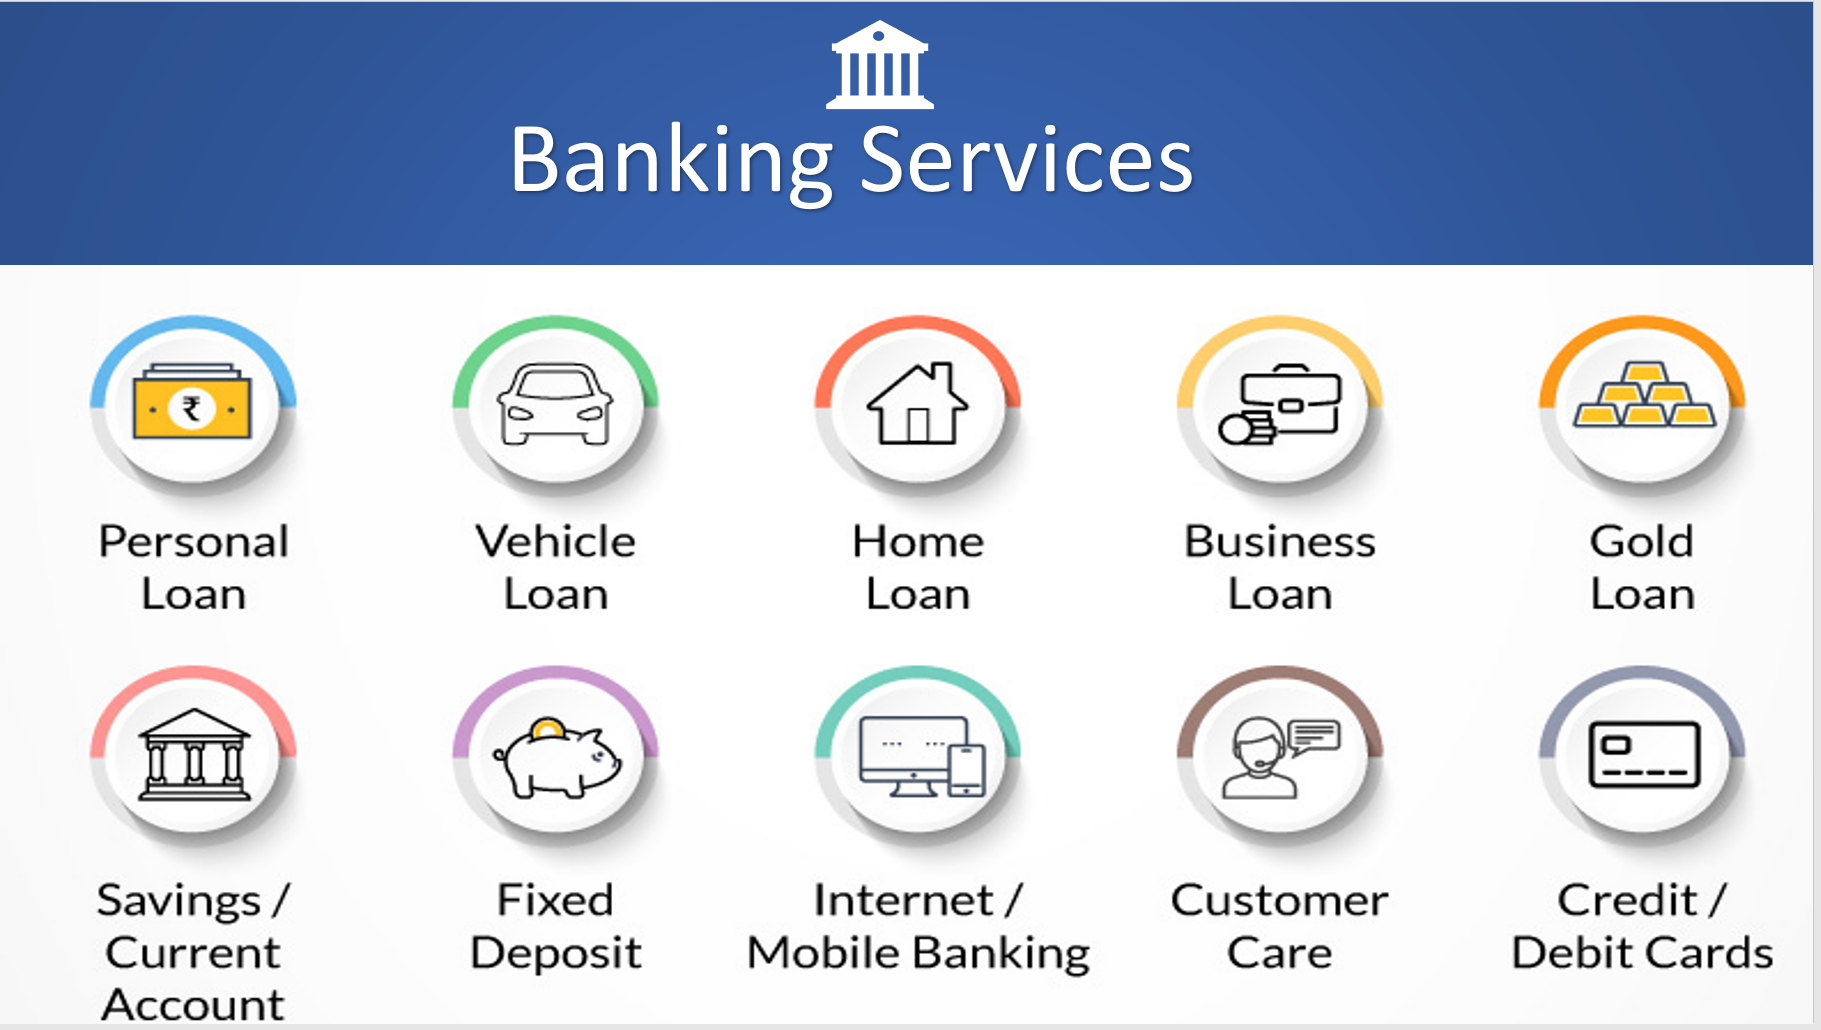 Banking Services
₹
Personal
Loan
Vehicle
Loan
Home
Loan
Business
Loan
Gold
Loan
Savings /
Current
Account
Fixed
Deposit
Internet /
Mobile Banking
Customer
Care
Credit /
Debit Cards